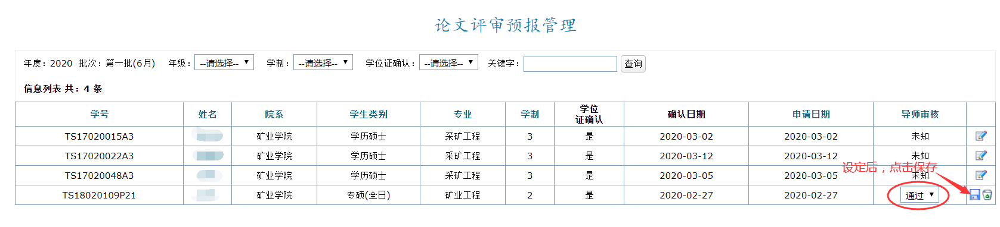 论文评审预报管理
年度：2020 批次：第一批(6月) 年级： --请选择-- 学制： --请选择-- 学位证确认： --请选择-- 关键字： 查询
信息列表 共：4 条
学号 姓名 院系 学生类别 专业 学制 学位证确认 确认日期 申请日期 导师审核
TS17020015A3 矿业学院 学历硕士 采矿工程 3 是 2020-03-02 2020-03-02 未知
TS17020022A3 矿业学院 学历硕士 采矿工程 3 是 2020-03-12 2020-03-12 未知
设定后，点击保存
TS17020048A3 矿业学院 学历硕士 采矿工程 3 是 2020-03-05 2020-03-05 未知
TS18020109P21 矿业学院 专硕(全日) 矿业工程 2 是 2020-02-27 2020-02-27 通过